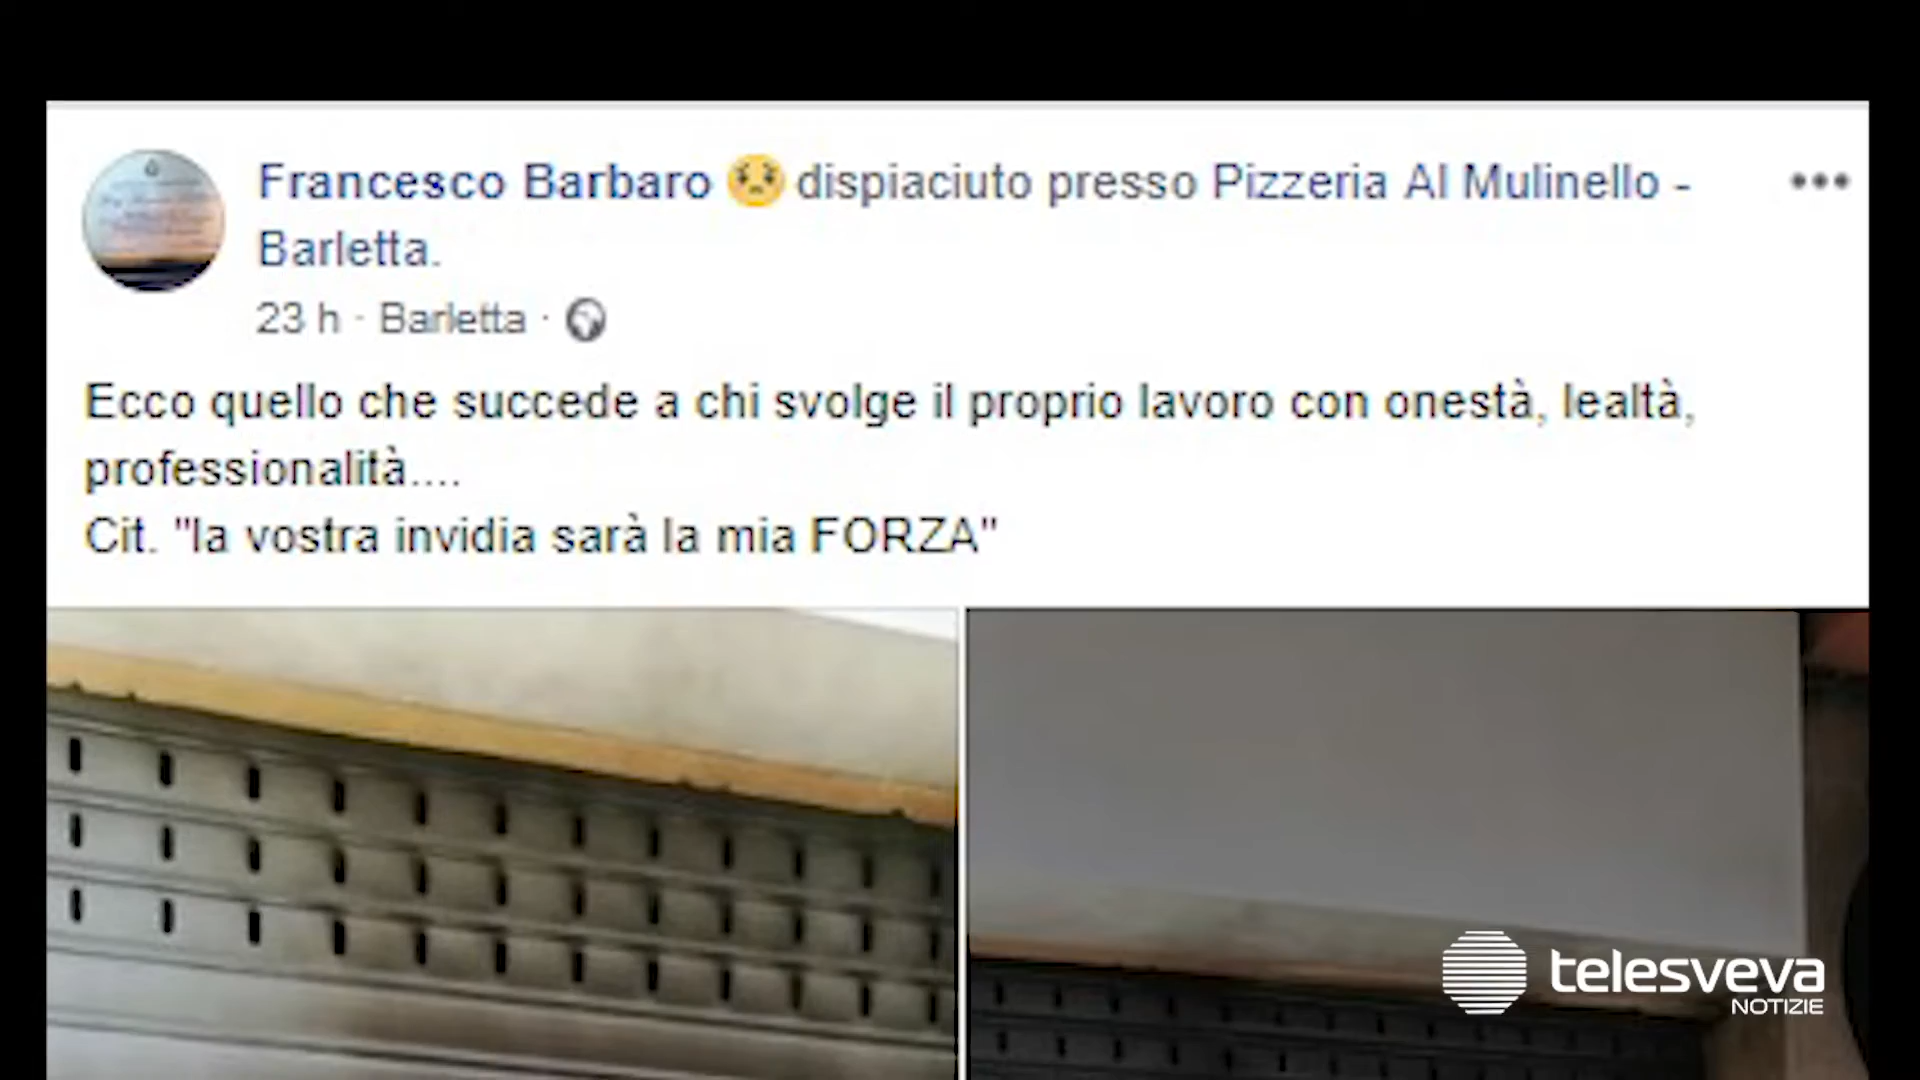 Francesco Barbaro dispiaciuto presso Pizzeria Al Mulinello -
Barletta.
23 h · Barletta ·
Ecco quello che succede a chi svolge il proprio lavoro con onestà, lealtà,
professionalità....
Cit. "la vostra invidia sarà la mia FORZA"
telesveva
NOTIZIE